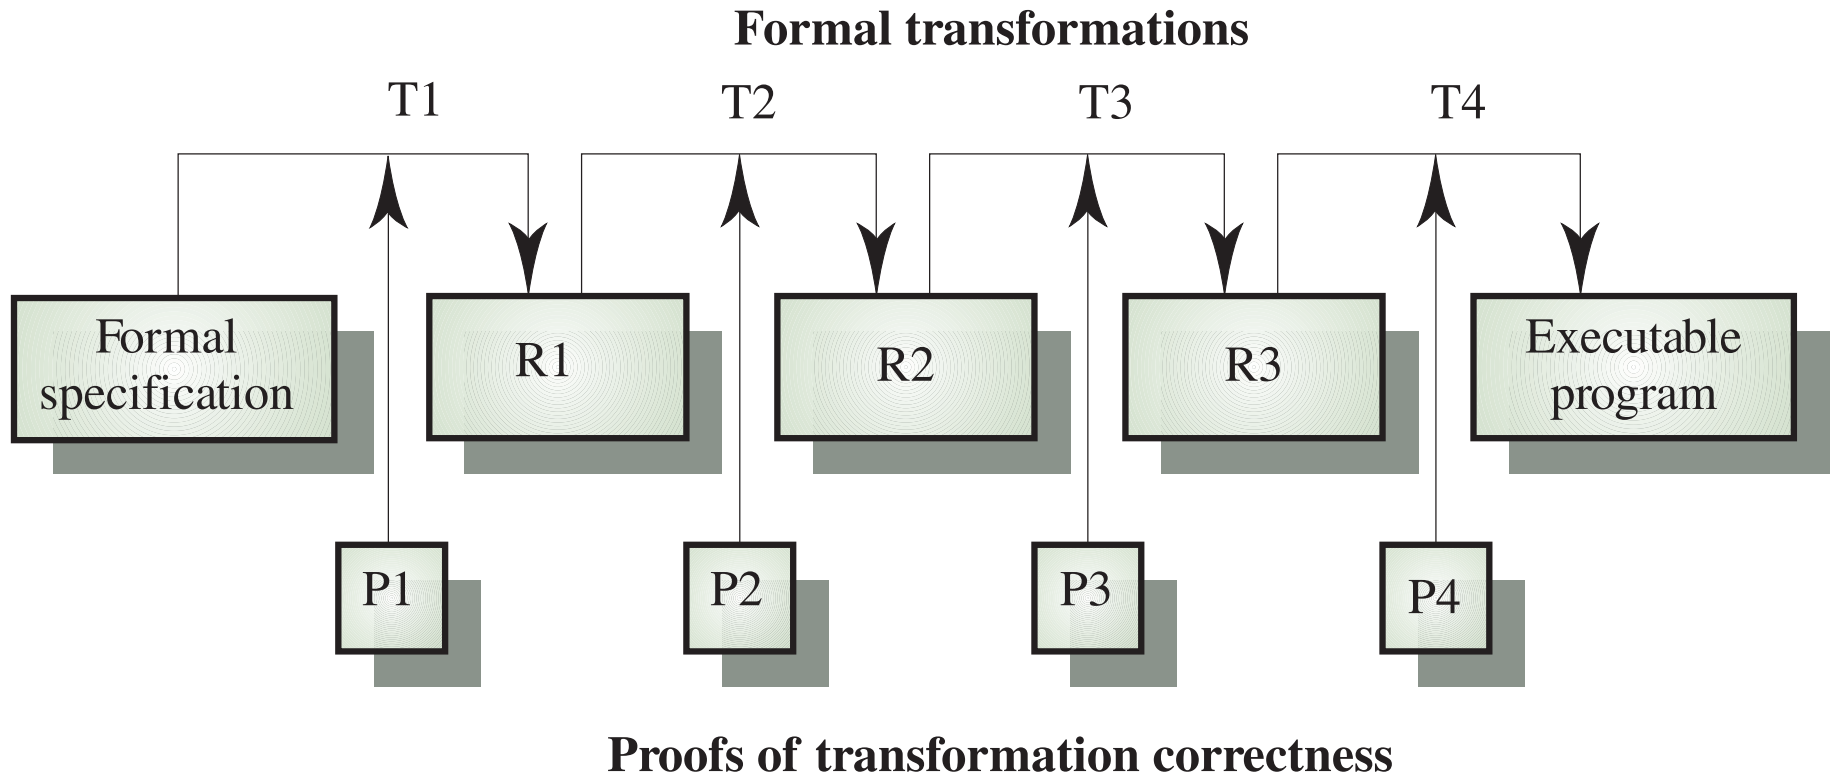 Formal transformations
T1
T2
T3
T4
Formal
specification
R1
R2
R3
Executable
program
P1
P2
P3
P4
Proofs of transformation correctness